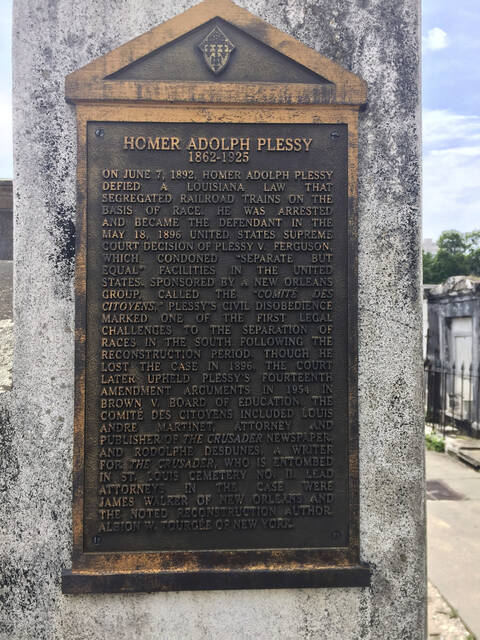 HOMER ADOLPH PLESSY
1862-1925
ON JUNE 7, 1892, HOMER ADOLPH PLESSY
DEFIED A LOUISIANA LAW THAT
SEGREGATED RAILROAD TRAINS ON THE
BASIS OF RACE. HE WAS ARRESTED
AND BECAME THE DEFENDANT IN THE
MAY 18, 1896 UNITED STATES SUPREME
COURT DECISION OF PLESSY V. FERGUSON,
WHICH CONDONED "SEPARATE BUT
EQUAL" FACILITIES IN THE UNITED
STATES. SPONSORED BY A NEW ORLEANS
GROUP, CALLED THE "COMITÉ DES
CITOYENS," PLESSY'S CIVIL DISOBEDIENCE
MARKED ONE OF THE FIRST LEGAL
CHALLENGES TO THE SEPARATION OF
RACES IN THE SOUTH FOLLOWING THE
RECONSTRUCTION PERIOD. THOUGH HE
LOST THE CASE IN 1896, THE COURT
LATER UPHELD PLESSY'S FOURTEENTH
AMENDMENT ARGUMENTS IN 1954 IN
BROWN V. BOARD OF EDUCATION. THE
COMITÉ DES CITOYENS INCLUDED LOUIS
ANDRE MARTINET, ATTORNEY AND
PUBLISHER OF THE CRUSADER NEWSPAPER,
AND RODOLPHE DESDUNES, A WRITER
FOR THE CRUSADER, WHO IS ENTOMBED
IN ST. LOUIS CEMETERY NO. II. LEAD
ATTORNEYS IN THE CASE WERE
JAMES WALKER OF NEW ORLEANS AND
THE NOTED RECONSTRUCTION AUTHOR
ALBION W. TOURGEE OF NEW YORK.